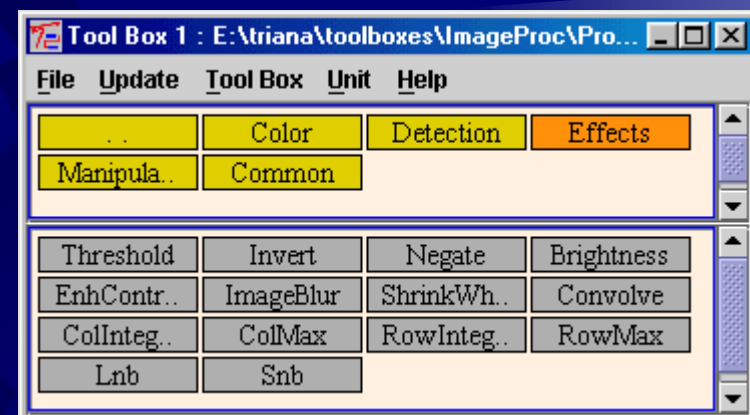 Tool Box 1 : E:\triana\toolboxes\ImageProc\Pro...
File Update Tool Box Unit Help
. . Color Detection Effects
Manipula.. Common
Threshold Invert Negate Brightness
EnhContr.. ImageBlur ShrinkWh.. Convolve
ColInteg.. ColMax RowInteg.. RowMax
Lnb Snb